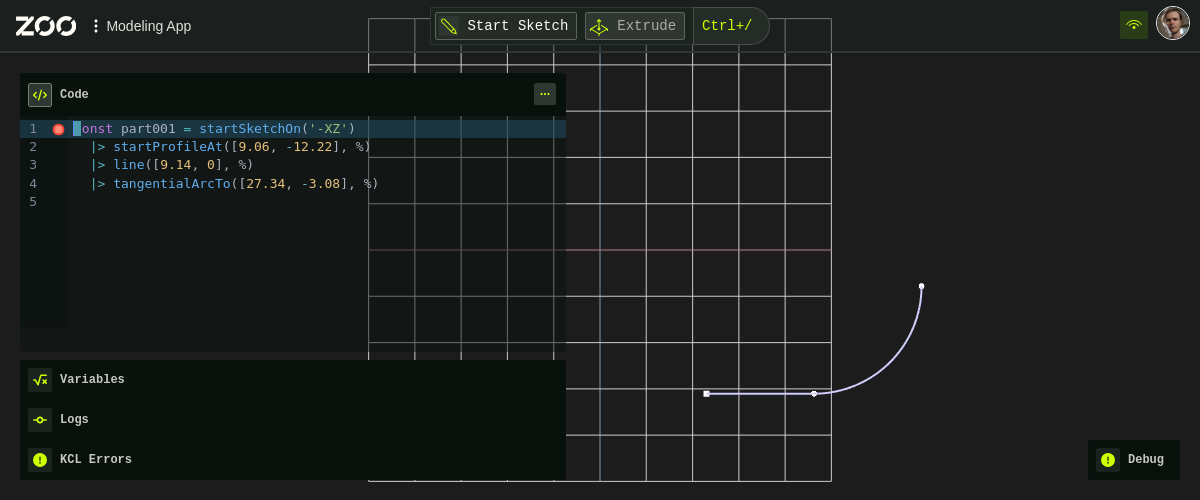 ZOO Modeling App
Start Sketch
Extrude
Ctrl+/
Code
1 onst part001 = startSketchOn('-XZ')
2 |> startProfileAt([9.06, -12.22], %)
3 |> line([9.14, 0], %)
4 |> tangentialArcTo([27.34, -3.08], %)
5
Variables
Logs
KCL Errors
Debug